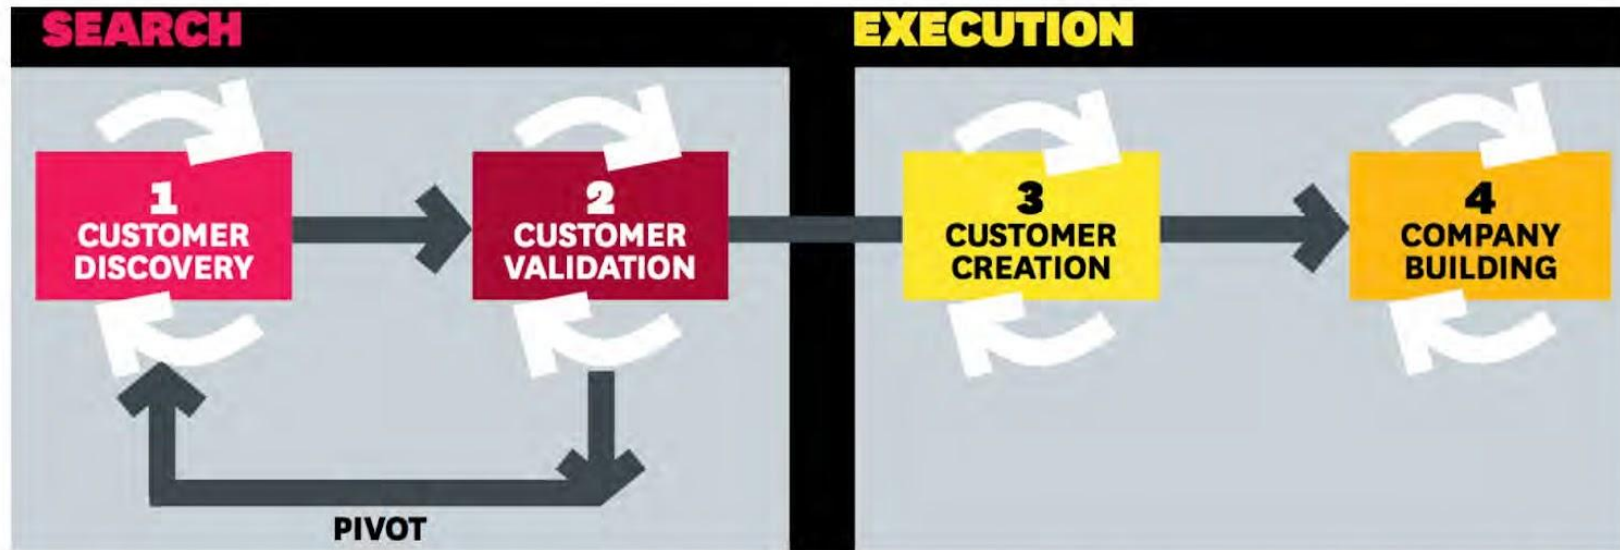 SEARCH
EXECUTION
1
CUSTOMER
DISCOVERY
2
CUSTOMER
VALIDATION
3
CUSTOMER
CREATION
4
COMPANY
BUILDING
PIVOT